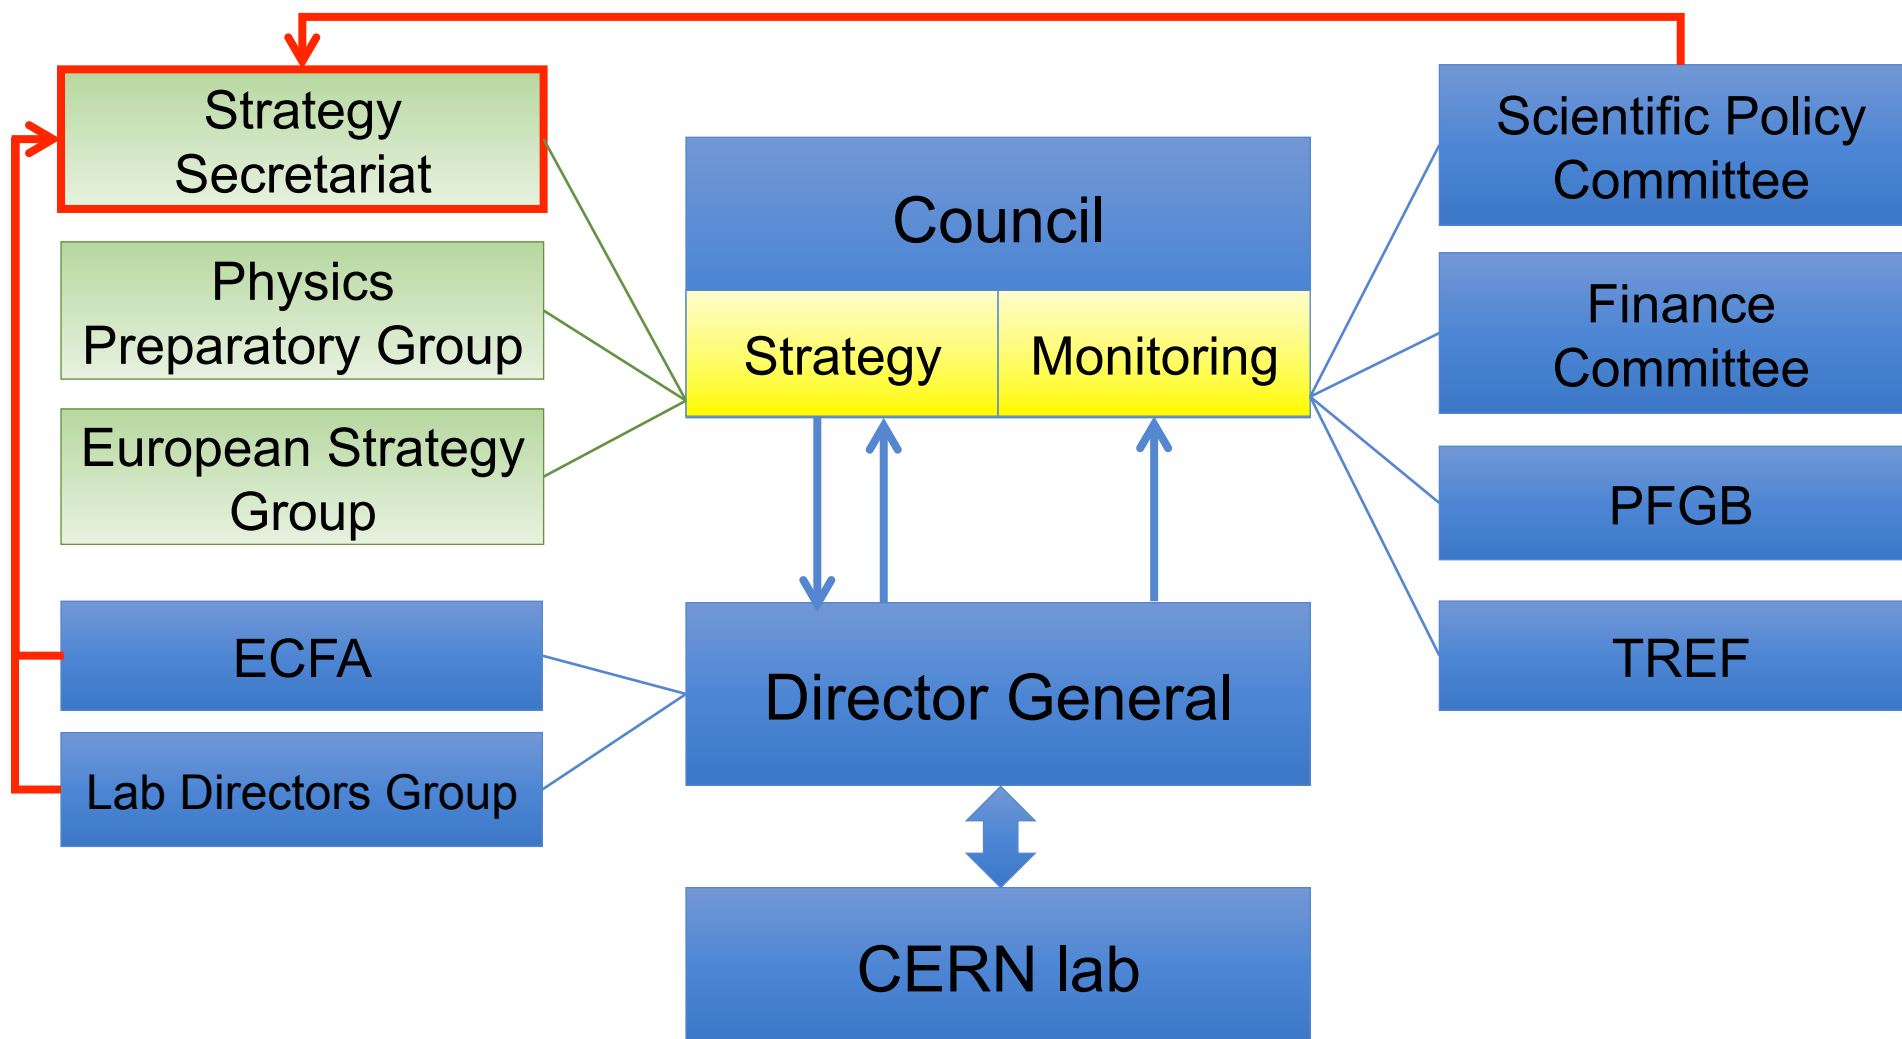 Strategy
Secretariat
Physics
Preparatory Group
European Strategy
Group
ECFA
Lab Directors Group
Council
Strategy
Monitoring
Director General
CERN lab
Scientific Policy
Committee
Finance
Committee
PFGB
TREF